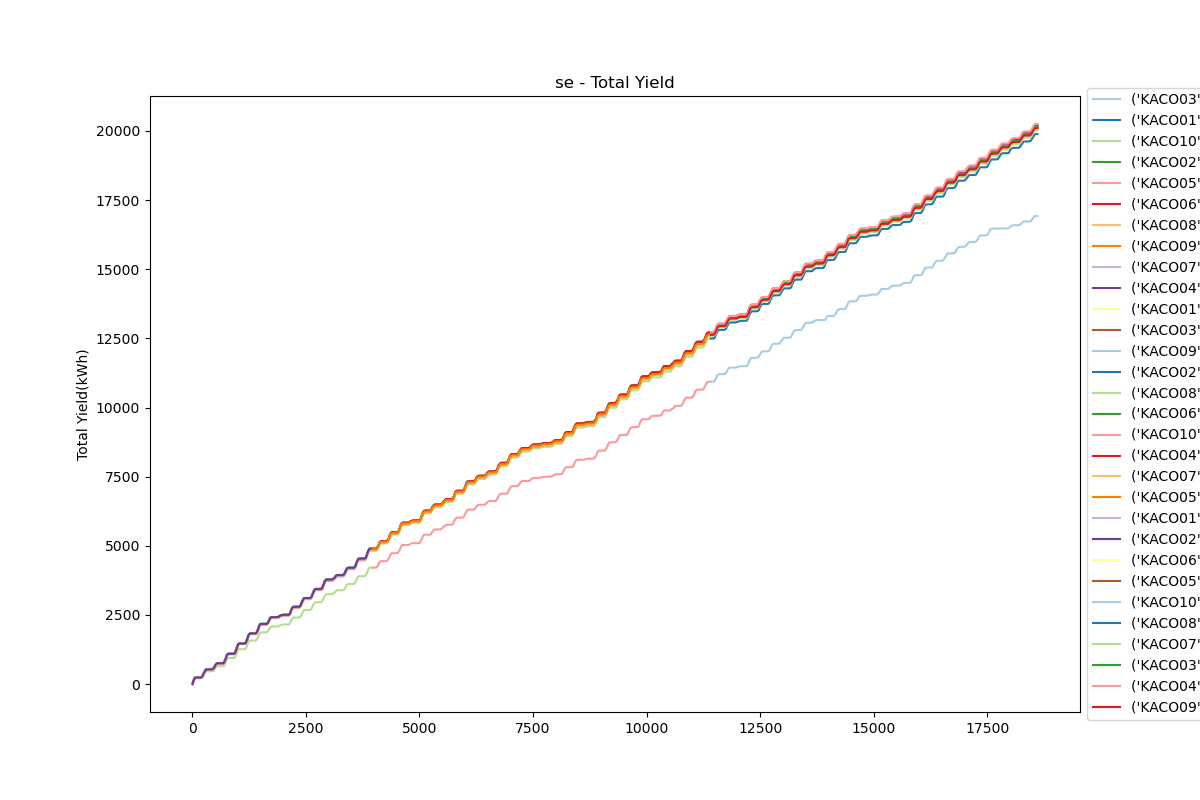 se - Total Yield
Total Yield(kWh)
20000
17500
15000
12500
10000
7500
5000
2500
0
0 2500 5000 7500 10000 12500 15000 17500
('KACO03'
('KACO01'
('KACO10'
('KACO02'
('KACO05'
('KACO06'
('KACO08'
('KACO09'
('KACO07'
('KACO04'
('KACO01'
('KACO03'
('KACO09'
('KACO02'
('KACO08'
('KACO06'
('KACO10'
('KACO04'
('KACO07'
('KACO05'
('KACO01'
('KACO02'
('KACO06'
('KACO05'
('KACO10'
('KACO08'
('KACO07'
('KACO03'
('KACO04'
('KACO09'